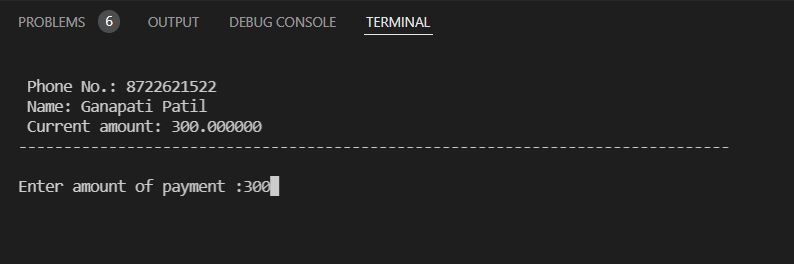 PROBLEMS 6 OUTPUT DEBUG CONSOLE TERMINAL
Phone No.: 8722621522
Name: Ganapati Patil
Current amount: 300.000000
-------------------------------------------------------------------------------
Enter amount of payment :300